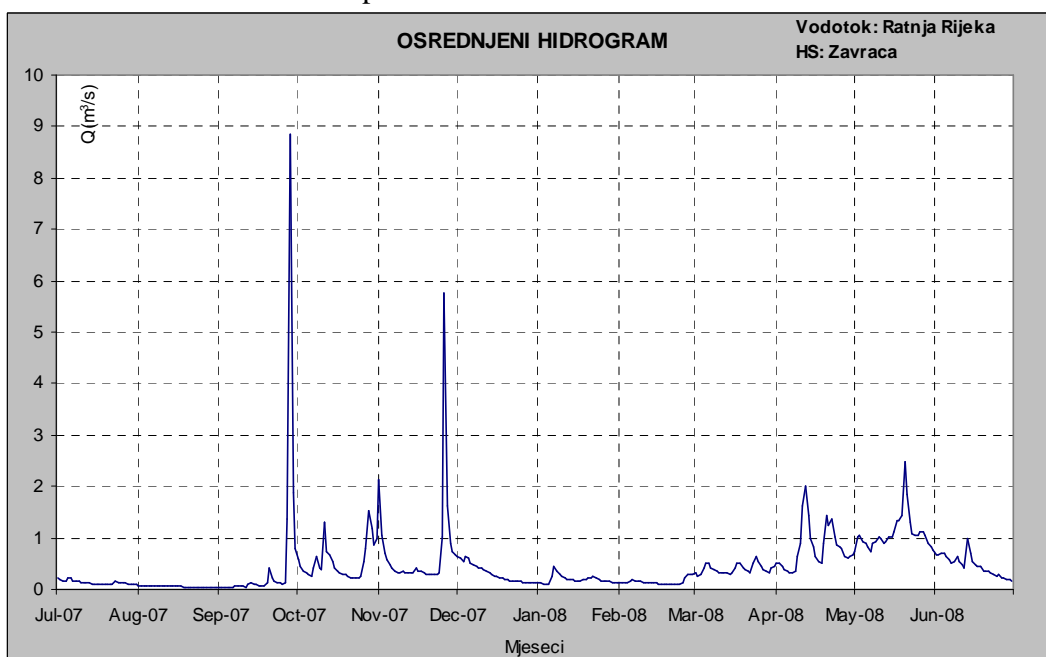 OSREDNJENI HIDROGRAM
Vodotok: Ratnja Rijeka
HS: Zavraca
Q (m³/s)
10
9
8
7
6
5
4
3
2
1
0
Jul-07 Aug-07 Sep-07 Oct-07 Nov-07 Dec-07 Jan-08 Feb-08 Mar-08 Apr-08 May-08 Jun-08
Mjeseci